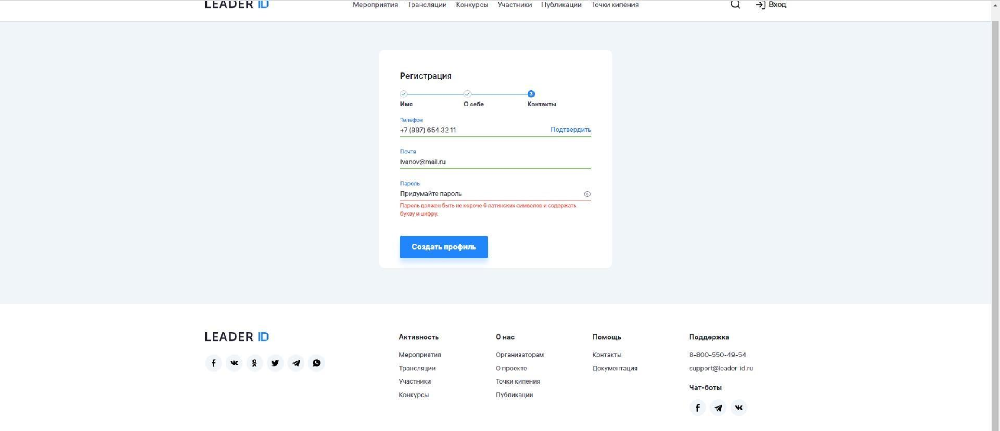 LEADER ID
Мероприятия Трансляции Конкурсы Участники Публикации Точки кипения
Вход
Регистрация
3
Имя О себе Контакты
Телефон
+7 (987) 654 32 11 Подтвердить
Почта
Ivanov@mail.ru
Пароль
Придумайте пароль
Пароль должен быть не короче 6 латинских символов и содержать
букву и цифру.
Создать профиль
LEADER ID
Активность
Мероприятия
Трансляции
Участники
Конкурсы
О нас
Организаторам
О проекте
Точки кипения
Публикации
Помощь
Контакты
Документация
Поддержка
8-800-550-49-54
support@leader-id.ru
Чат-боты